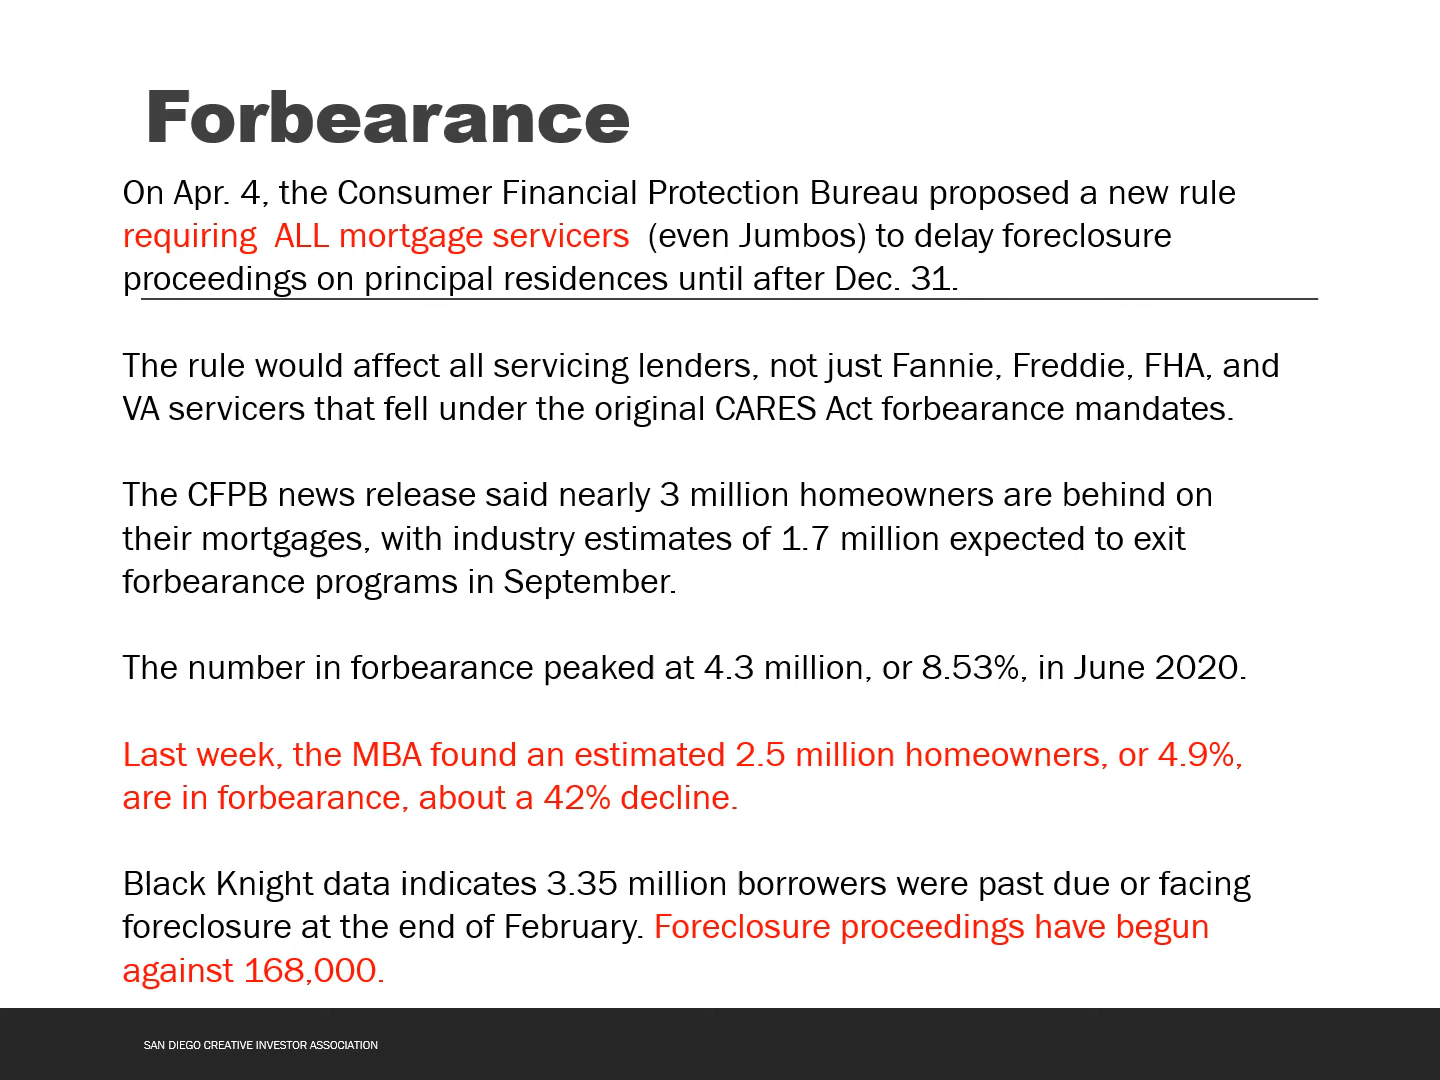 Forbearance
On Apr. 4, the Consumer Financial Protection Bureau proposed a new rule
requiring  ALL mortgage servicers  (even Jumbos) to delay foreclosure
proceedings on principal residences until after Dec. 31.
The rule would affect all servicing lenders, not just Fannie, Freddie, FHA, and
VA servicers that fell under the original CARES Act forbearance mandates.
The CFPB news release said nearly 3 million homeowners are behind on
their mortgages, with industry estimates of 1.7 million expected to exit
forbearance programs in September.
The number in forbearance peaked at 4.3 million, or 8.53%, in June 2020.
Last week, the MBA found an estimated 2.5 million homeowners, or 4.9%,
are in forbearance, about a 42% decline.
Black Knight data indicates 3.35 million borrowers were past due or facing
foreclosure at the end of February. Foreclosure proceedings have begun
against 168,000.
SAN DIEGO CREATIVE INVESTOR ASSOCIATION